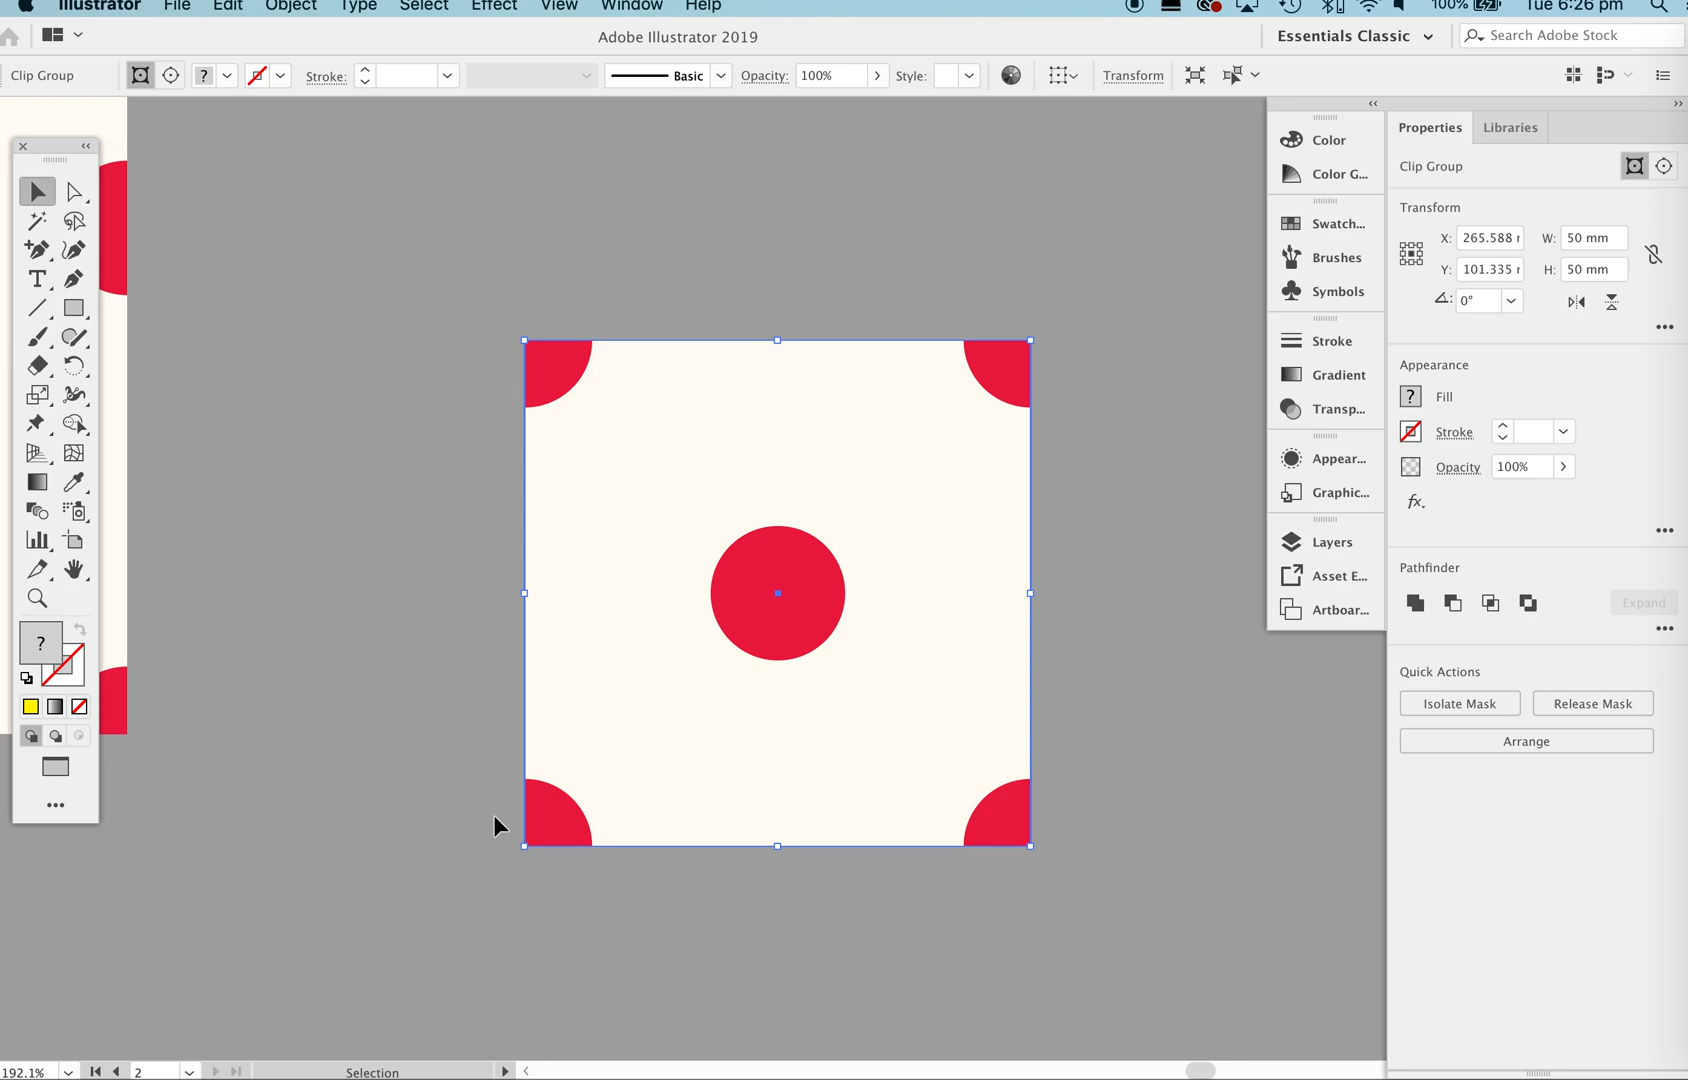 Illustrator File Edit Object Type Select Effect View Window Help 100% Tue 6:26 pm
Adobe Illustrator 2019
Essentials Classic
Search Adobe Stock
Clip Group ? Stroke: Basic Opacity: 100% Style: Transform
Color
Color G...
Swatch...
Brushes
Symbols
Stroke
Gradient
Transp...
Appear...
Graphic...
Layers
Asset E...
Artboar...
Properties Libraries
Clip Group
Transform
X: 265.588 W: 50 mm
Y: 101.335 H: 50 mm
0°
Appearance
? Fill
Stroke
Opacity 100%
fx.
Pathfinder
Expand
Quick Actions
Isolate Mask Release Mask
Arrange
T
?
192.1% 2 Selection